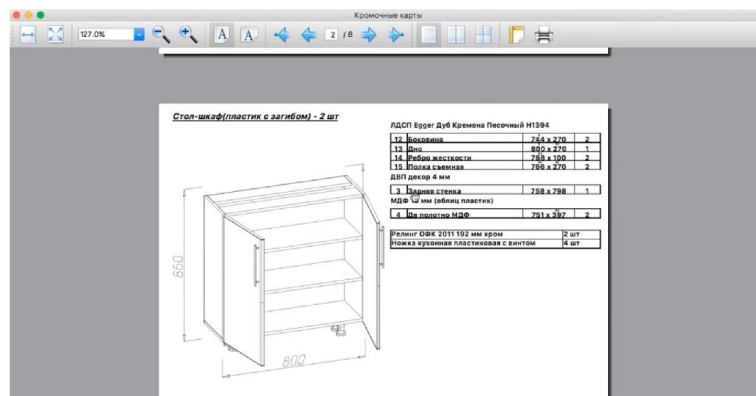 Кромочные карты
127.0%
A A 2 / 8
Стол-шкаф(пластик с загибом) - 2 шт
ЛДСП Egger Дуб Кремона Песочный H1394
12 Боковина 744 x 270 2
13 Дно 800 x 270 1
14 Ребро жесткости 768 x 100 2
15 Полка съемная 766 x 270 2
ДВП декор 4 мм
3 Задняя стенка 758 x 798 1
МДФ мм (облиц пластик)
4 Дв полотно МДФ 751 x 397 2
Релинг ОФК 2011 192 мм хром 2 шт
Ножка кухонная пластиковая с винтом 4 шт
860
800